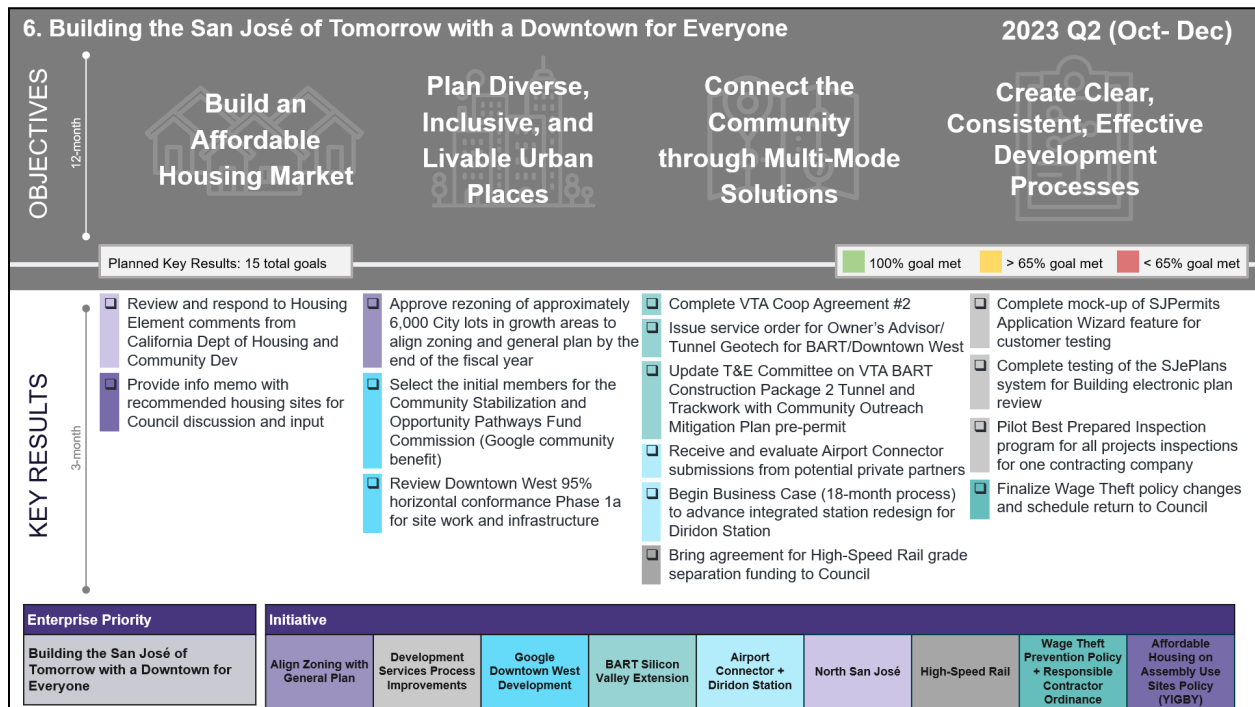 6. Building the San José of Tomorrow with a Downtown for Everyone
2023 Q2 (Oct- Dec)
OBJECTIVES
12-month
Build an
Affordable
Housing Market
Plan Diverse,
Inclusive, and
Livable Urban
Places
Connect the
Community
through Multi-Mode
Solutions
Create Clear,
Consistent, Effective
Development
Processes
Planned Key Results: 15 total goals
100% goal met
> 65% goal met
< 65% goal met
KEY RESULTS
3-month
Review and respond to Housing
Element comments from
California Dept of Housing and
Community Dev
Provide info memo with
recommended housing sites for
Council discussion and input
Approve rezoning of approximately
6,000 City lots in growth areas to
align zoning and general plan by the
end of the fiscal year
Select the initial members for the
Community Stabilization and
Opportunity Pathways Fund
Commission (Google community
benefit)
Review Downtown West 95%
horizontal conformance Phase 1a
for site work and infrastructure
Complete VTA Coop Agreement #2
Issue service order for Owner's Advisor/
Tunnel Geotech for BART/Downtown West
Update T&E Committee on VTA BART
Construction Package 2 Tunnel and
Trackwork with Community Outreach
Mitigation Plan pre-permit
Receive and evaluate Airport Connector
submissions from potential private partners
Begin Business Case (18-month process)
to advance integrated station redesign for
Diridon Station
Bring agreement for High-Speed Rail grade
separation funding to Council
Complete mock-up of SJPermits
Application Wizard feature for
customer testing
Complete testing of the SJePlans
system for Building electronic plan
review
Pilot Best Prepared Inspection
program for all projects inspections
for one contracting company
Finalize Wage Theft policy changes
and schedule return to Council
Enterprise Priority
Building the San José of
Tomorrow with a Downtown for
Everyone
Initiative
Align Zoning with
General Plan
Development
Services Process
Improvements
Google
Downtown West
Development
BART Silicon
Valley Extension
Airport
Connector +
Diridon Station
North San José
High-Speed Rail
Wage Theft
Prevention Policy
+ Responsible
Contractor
Ordinance
Affordable
Housing on
Assembly Use
Sites Policy
(YIGBY)